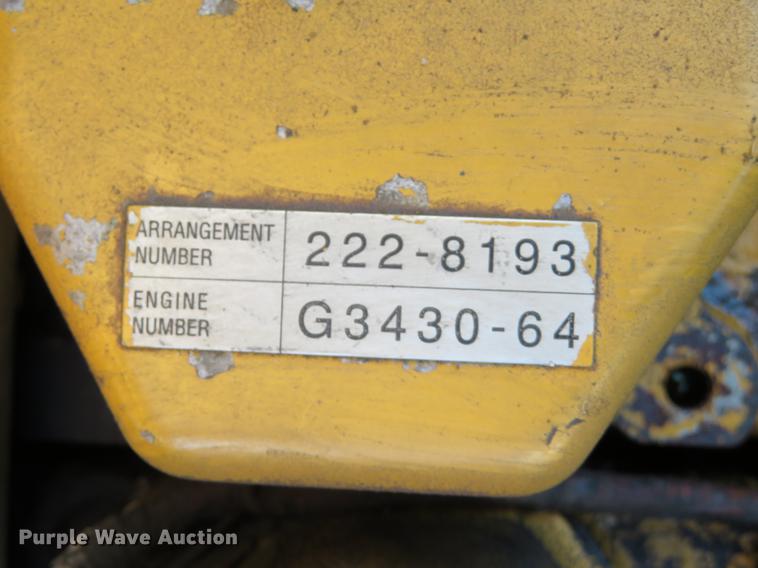 ARRANGEMENT
NUMBER
222-8193
ENGINE
NUMBER
G3430-64
Purple Wave Auction